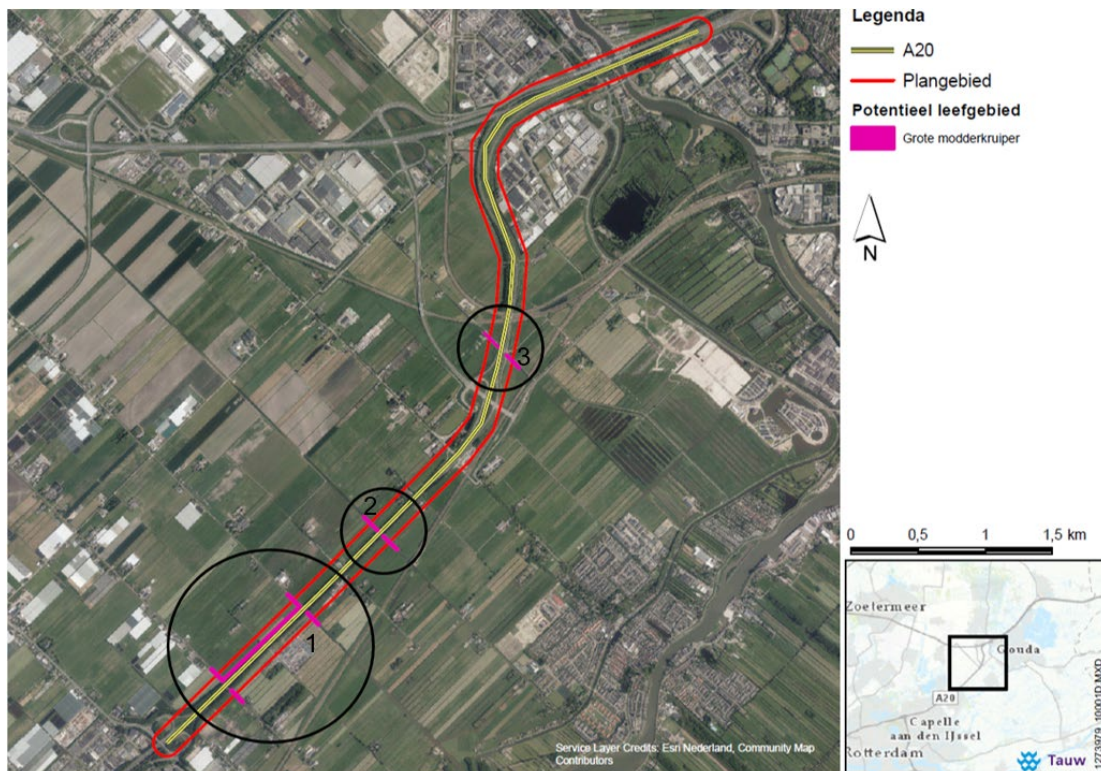 Legenda
A20
Plangebied
Potentieel leefgebied
Grote modderkruiper
N
3
2
1
0 0,5 1 1,5 km
Zoetermeer
Gouda
A20
Capelle
aan den IJssel
Rotterdam
Tauw
Service Layer Credits: Esri Nederland, Community Map
Contributors